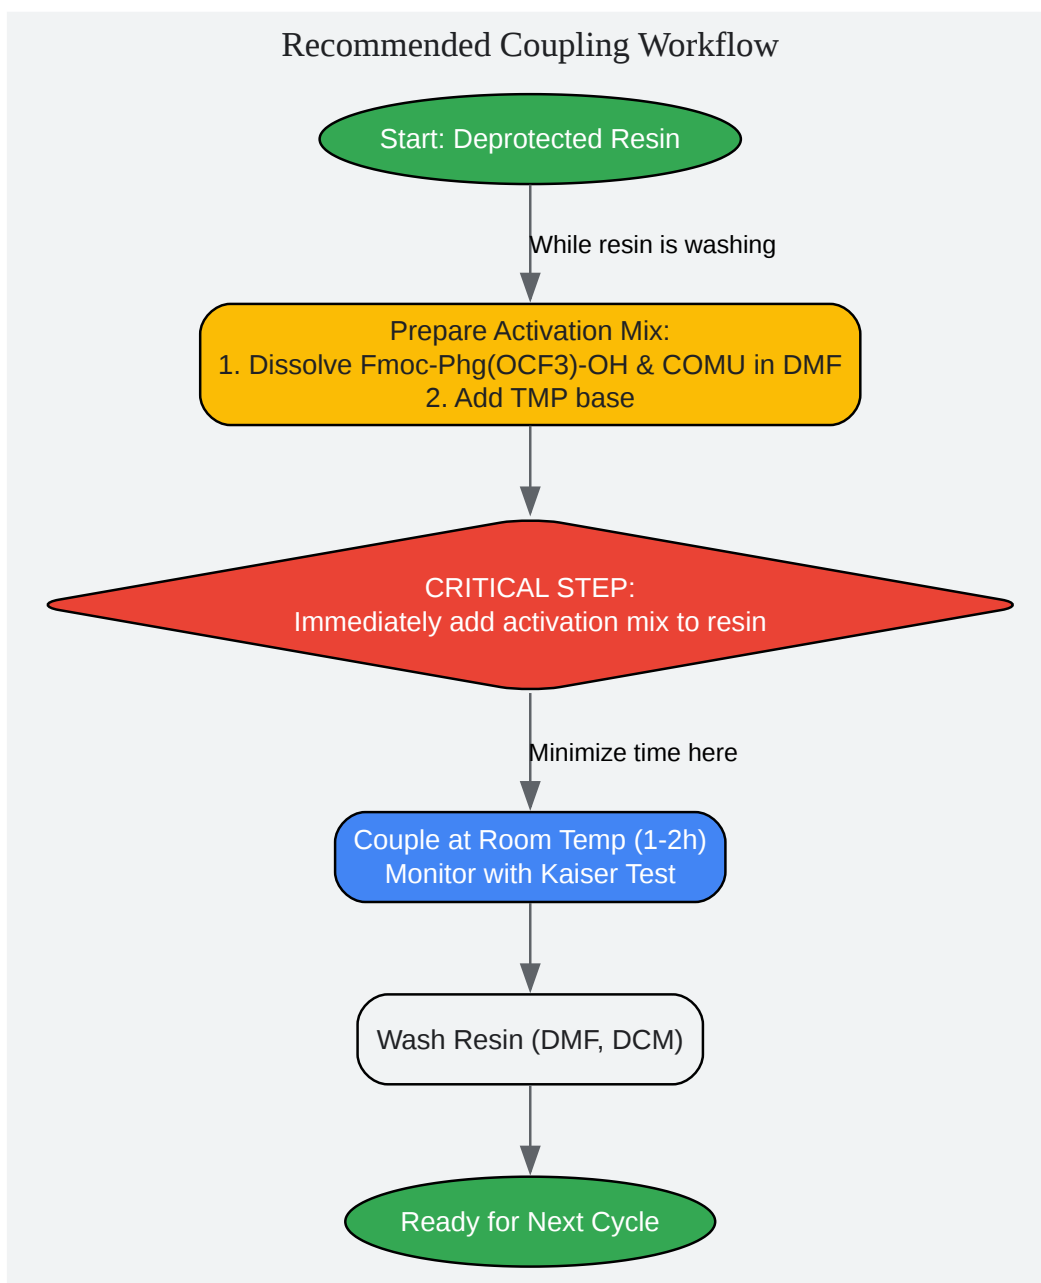 Recommended Coupling Workflow
Start: Deprotected Resin
While resin is washing
Prepare Activation Mix:
1. Dissolve Fmoc-Phg(OCF3)-OH & COMU in DMF
2. Add TMP base
CRITICAL STEP:
Immediately add activation mix to resin
Minimize time here
Couple at Room Temp (1-2h)
Monitor with Kaiser Test
Wash Resin (DMF, DCM)
Ready for Next Cycle